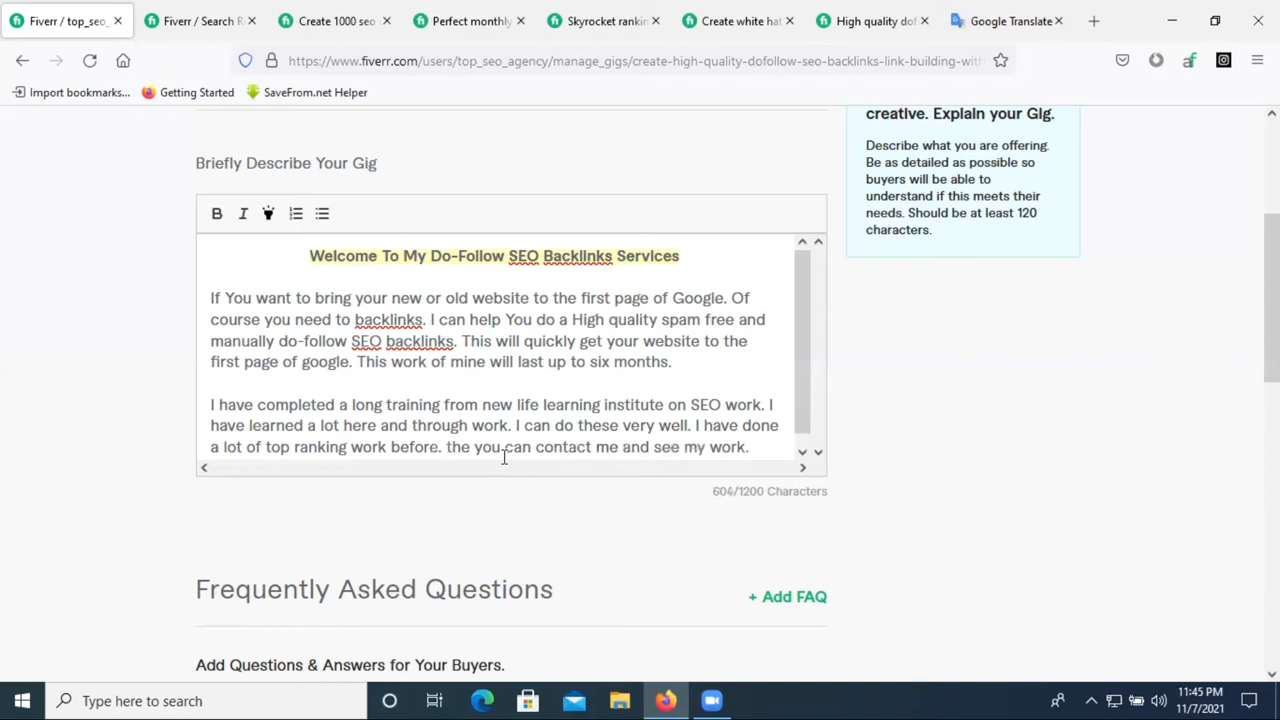 Fiverr / top_seo_
Fiverr / Search R
Create 1000 seo
Perfect monthly
Skyrocket rankin
Create white hat
High quality dof
Google Translate
https://www.fiverr.com/users/top_seo_agency/manage_gigs/create-high-quality-dofollow-seo-backlinks-link-building-with
Import bookmarks...
Getting Started
SaveFrom.net Helper
creative. Explain your Gig.
Describe what you are offering.
Be as detailed as possible so
buyers will be able to
understand if this meets their
needs. Should be at least 120
characters.
Briefly Describe Your Gig
B I
Welcome To My Do-Follow SEO Backlinks Services
If You want to bring your new or old website to the first page of Google. Of
course you need to backlinks. I can help You do a High quality spam free and
manually do-follow SEO backlinks. This will quickly get your website to the
first page of google. This work of mine will last up to six months.
I have completed a long training from new life learning institute on SEO work. I
have learned a lot here and through work. I can do these very well. I have done
a lot of top ranking work before. the you can contact me and see my work.
604/1200 Characters
Frequently Asked Questions
+ Add FAQ
Add Questions & Answers for Your Buyers.
Type here to search
11:45 PM
11/7/2021